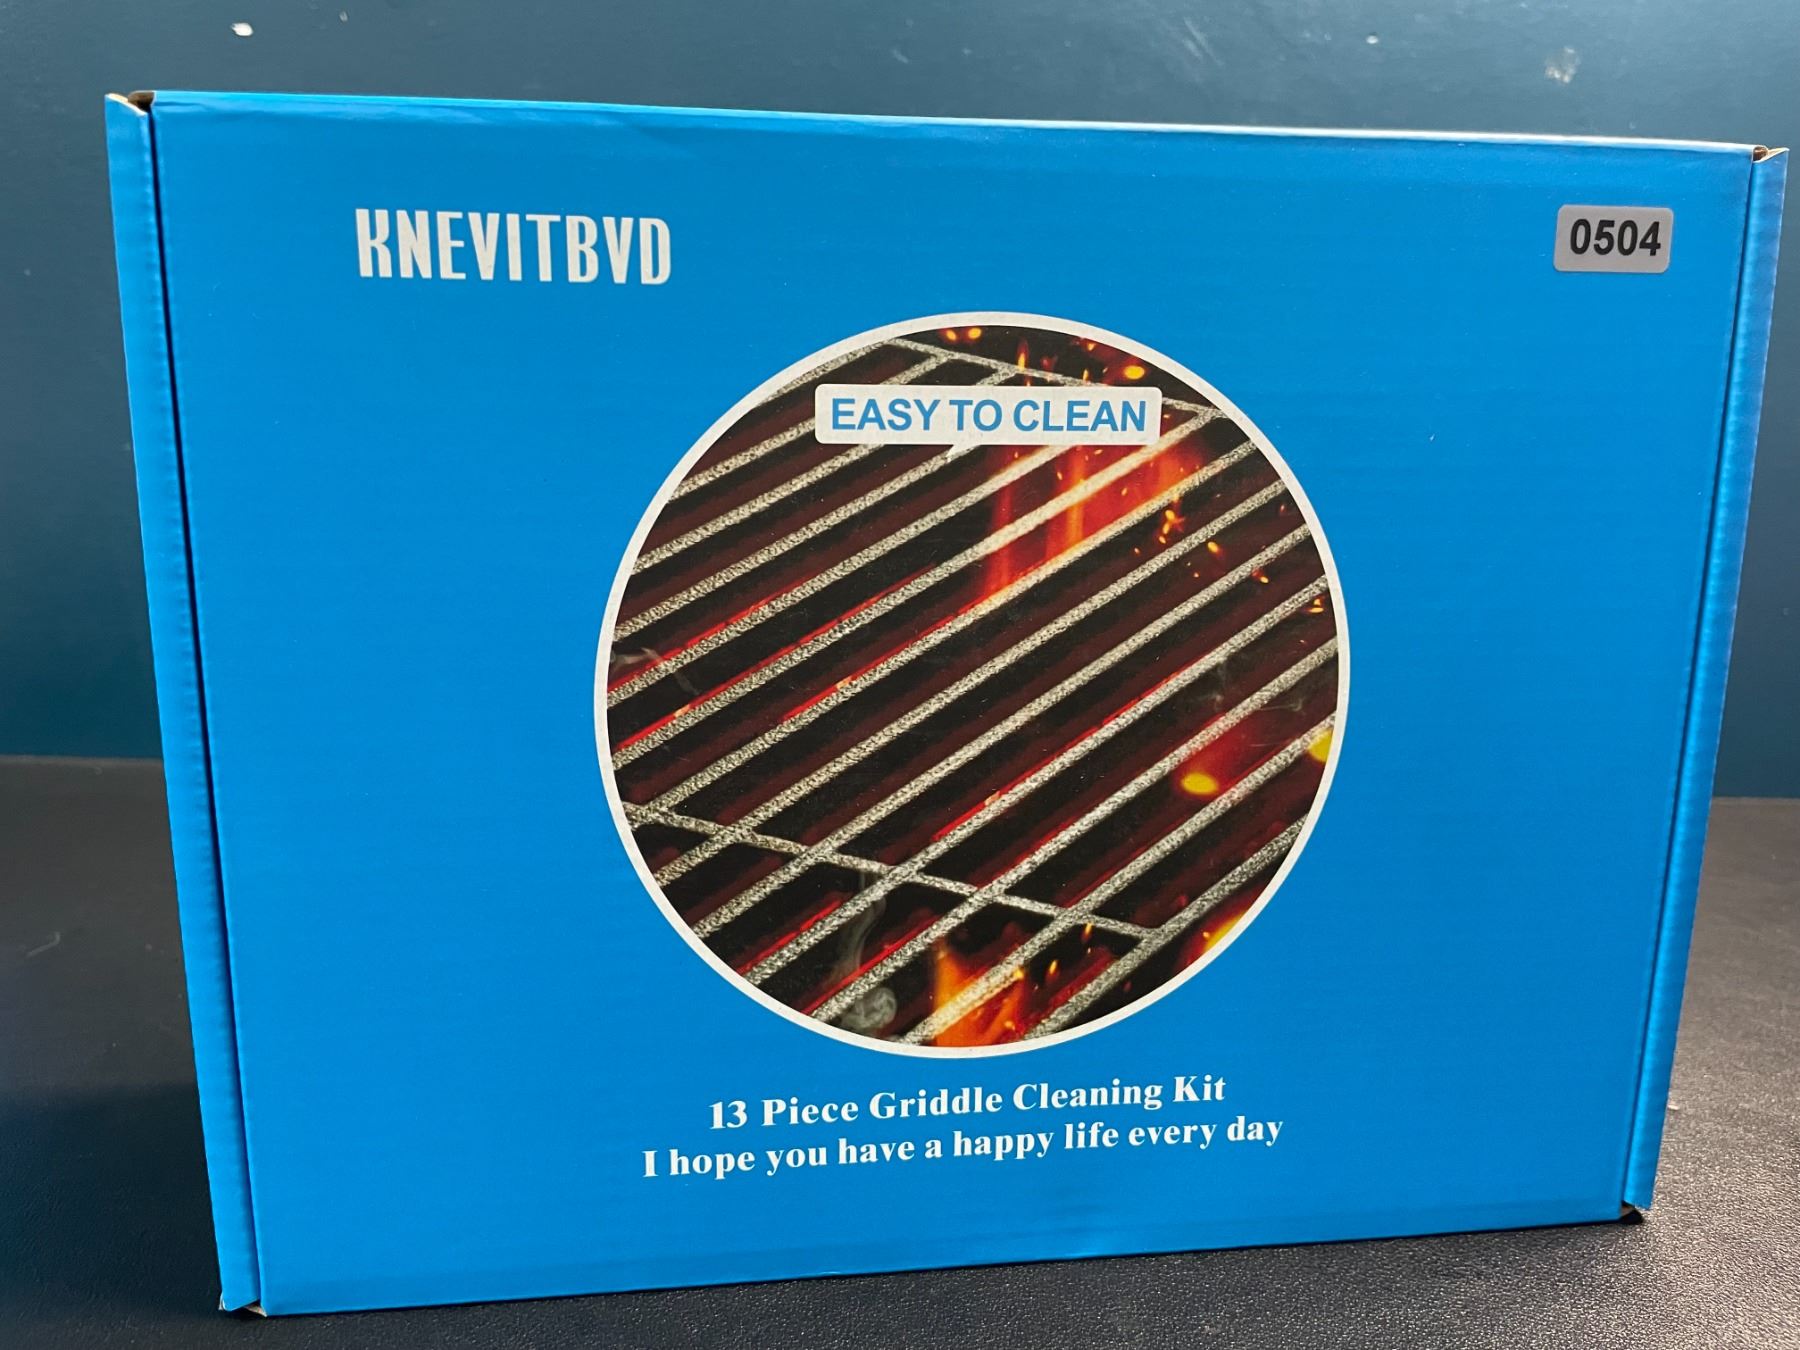 KNEVITBVD
0504
EASY TO CLEAN
13 Piece Griddle Cleaning Kit
I hope you have a happy life every day